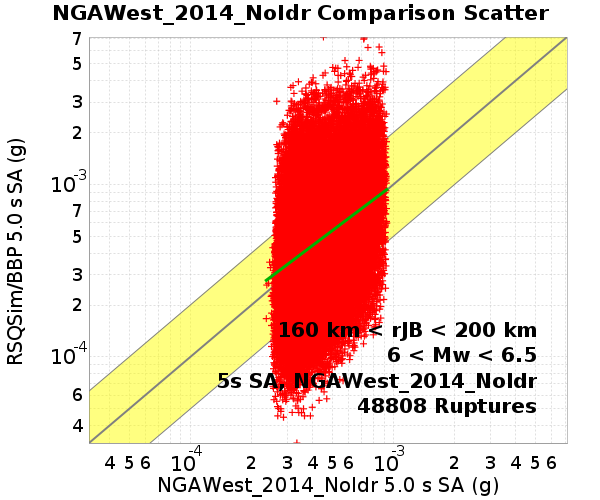 NGAWest_2014_NoIdr Comparison Scatter
RSQSim/BBP 5.0 s SA (g)
7
5
3
2
10-3
7
5
3
2
10-4
6
4
160 km < rJB < 200 km
6 < Mw < 6.5
5s SA, NGAWest_2014_NoIdr
48808 Ruptures
4 5 6 10-4 2 3 4 5 6 10-3 2 3 4 5 6
NGAWest_2014_NoIdr 5.0 s SA (g)